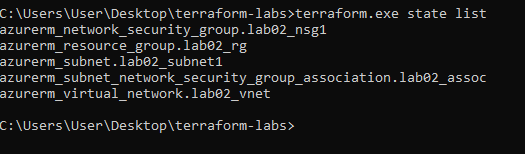 C:\Users\User\Desktop\terraform-labs>terraform.exe state list
azurerm_network_security_group.lab02_nsg1
azurerm_resource_group.lab02_rg
azurerm_subnet.lab02_subnet1
azurerm_subnet_network_security_group_association.lab02_assoc
azurerm_virtual_network.lab02_vnet
C:\Users\User\Desktop\terraform-labs>